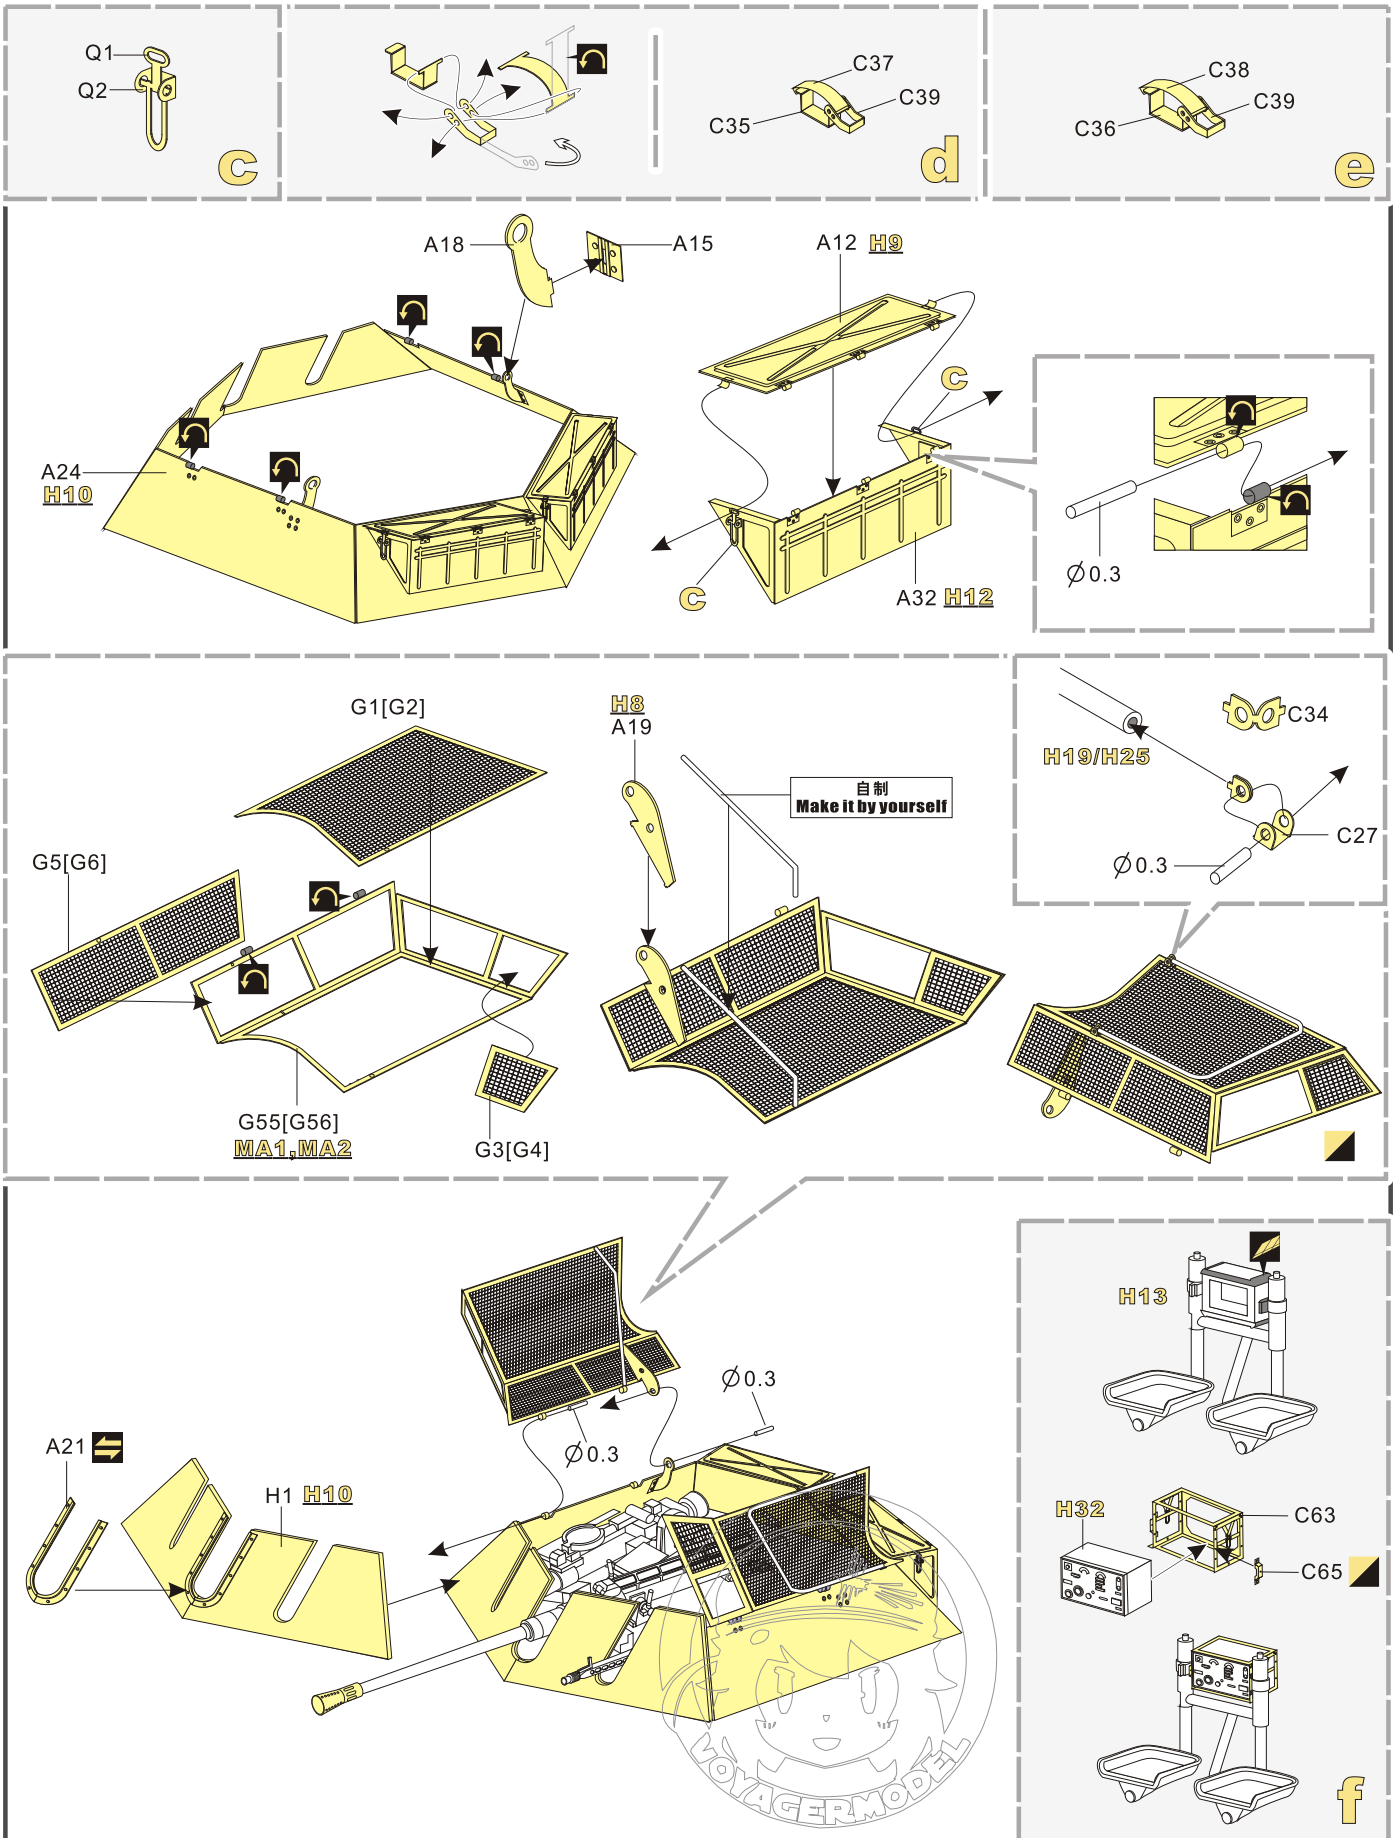 Q1
Q2
c
C37
C39
C35
d
C38
C39
C36
e
A18
A15
A12 H9
A24
H10
c
c
A32 H12
Ø0.3
G1[G2]
H8
A19
自制
Make it by yourself
G5[G6]
G55[G56]
MA1,MA2
G3[G4]
C34
H19/H25
C27
Ø0.3
Ø0.3
Ø0.3
A21
H1 H10
H13
H32
C63
C65
f
VOYAGERMODEL